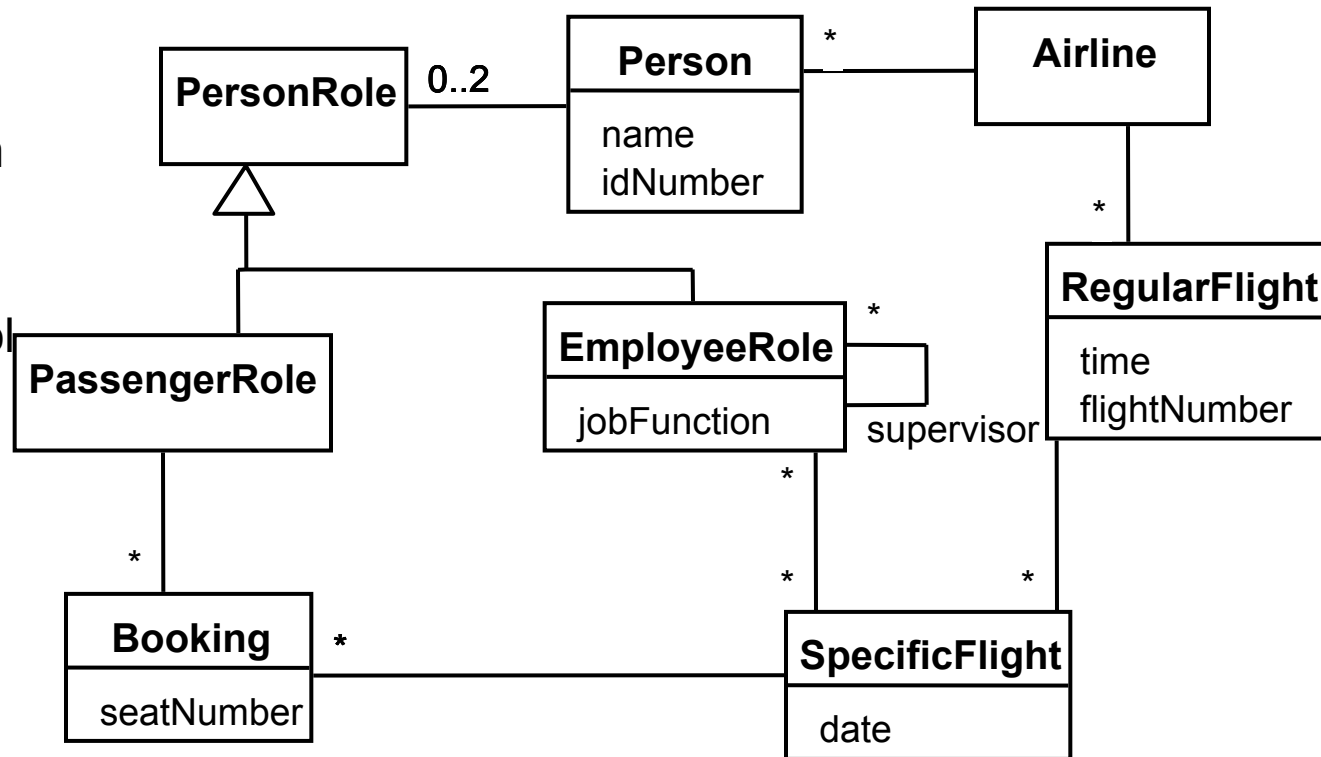 PersonRole
0..2
Person
name
idNumber
*
Airline
*
RegularFlight
time
flightNumber
PassengerRole
EmployeeRole
jobFunction
*
supervisor
*
*
*
*
Booking
seatNumber
*
SpecificFlight
date